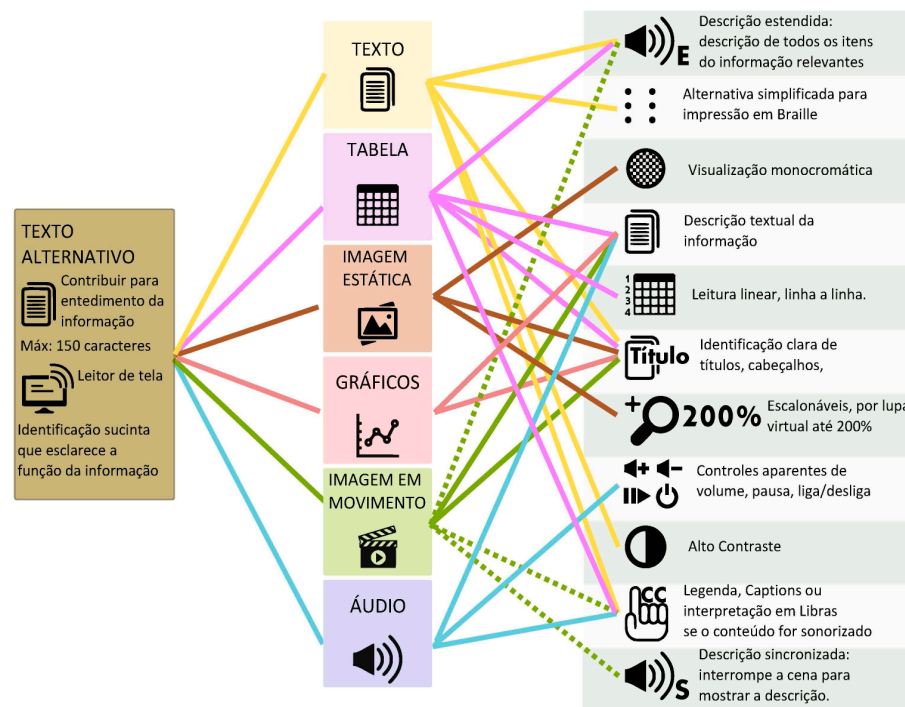 TEXTO
ALTERNATIVO
Contribuir para
entedimento da
informação
Máx: 150 caracteres
Leitor de tela
Identificação sucinta
que esclarece a
função da informação
TEXTO
TABELA
IMAGEM
ESTÁTICA
GRÁFICOS
IMAGEM EM
MOVIMENTO
ÁUDIO
E
Descrição estendida:
descrição de todos os itens
do informação relevantes
Alternativa simplificada para
impressão em Braille
Visualização monocromática
Descrição textual da
informação
1
2
3
4
Leitura linear, linha a linha.
Título
Identificação clara de
títulos, cabeçalhos,
+
200%
Escalonáveis, por lupa
virtual até 200%
Controles aparentes de
volume, pausa, liga/desliga
Alto Contraste
CC
Legenda, Captions ou
interpretação em Libras
se o conteúdo for sonorizado
S
Descrição sincronizada:
interrompe a cena para
mostrar a descrição.